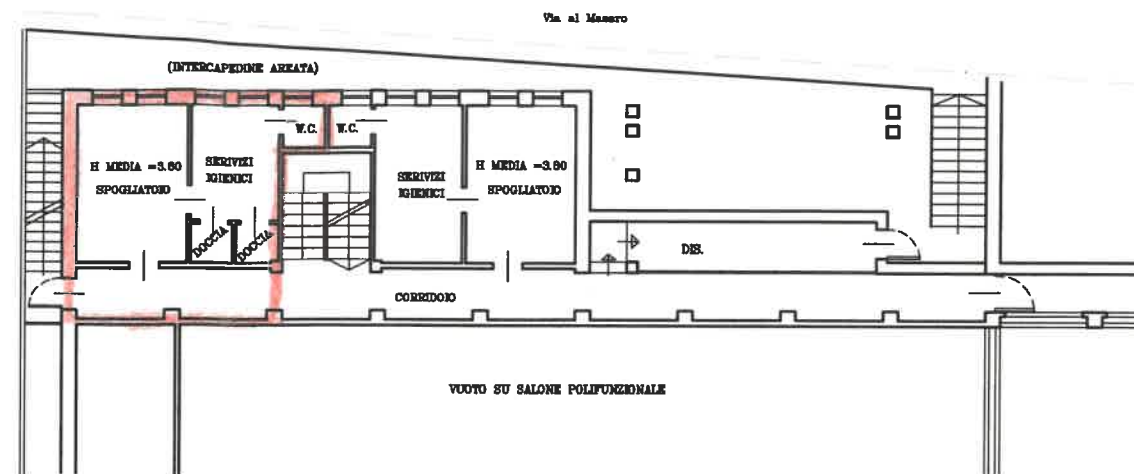 Via al Masero
(INTERCAPEDINE AREATA)
W.C.
W.C.
H MEDIA =3.60
SPOGLIATOIO
SERIVIZI
IGIENICI
SERIVIZI
IGIENICI
H MEDIA =3.60
SPOGLIATOIO
DOCCIA
DOCCIA
DIS.
CORRIDOIO
VUOTO SU SALONE POLIFUNZIONALE